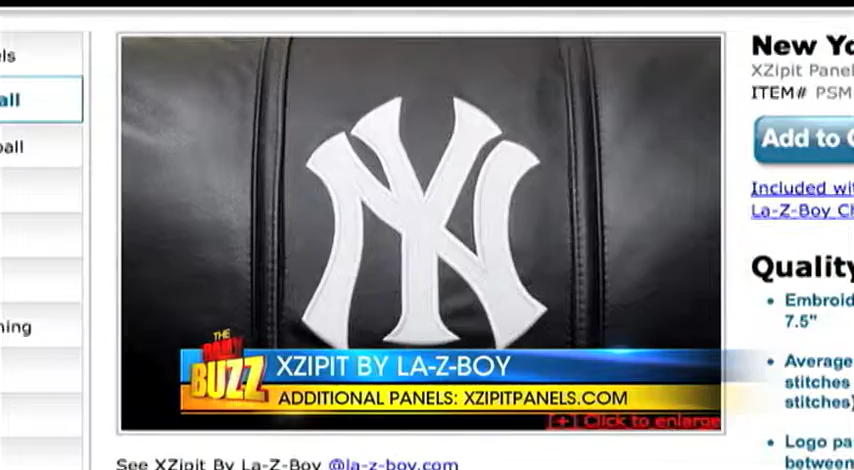 els
all
ball
ning
NY
THE
DAILY
BUZZ
XZIPIT BY LA-Z-BOY
ADDITIONAL PANELS: XZIPITPANELS.COM
[+] Click to enlarge
See XZipit By La-Z-Boy @la-z-boy.com
New Yo
XZipit Panel
ITEM# PSM
Add to C
Included wit
La-Z-Boy Ch
Quality
• Embroid
7.5"
• Average
stitches
stitches)
• Logo pa
between